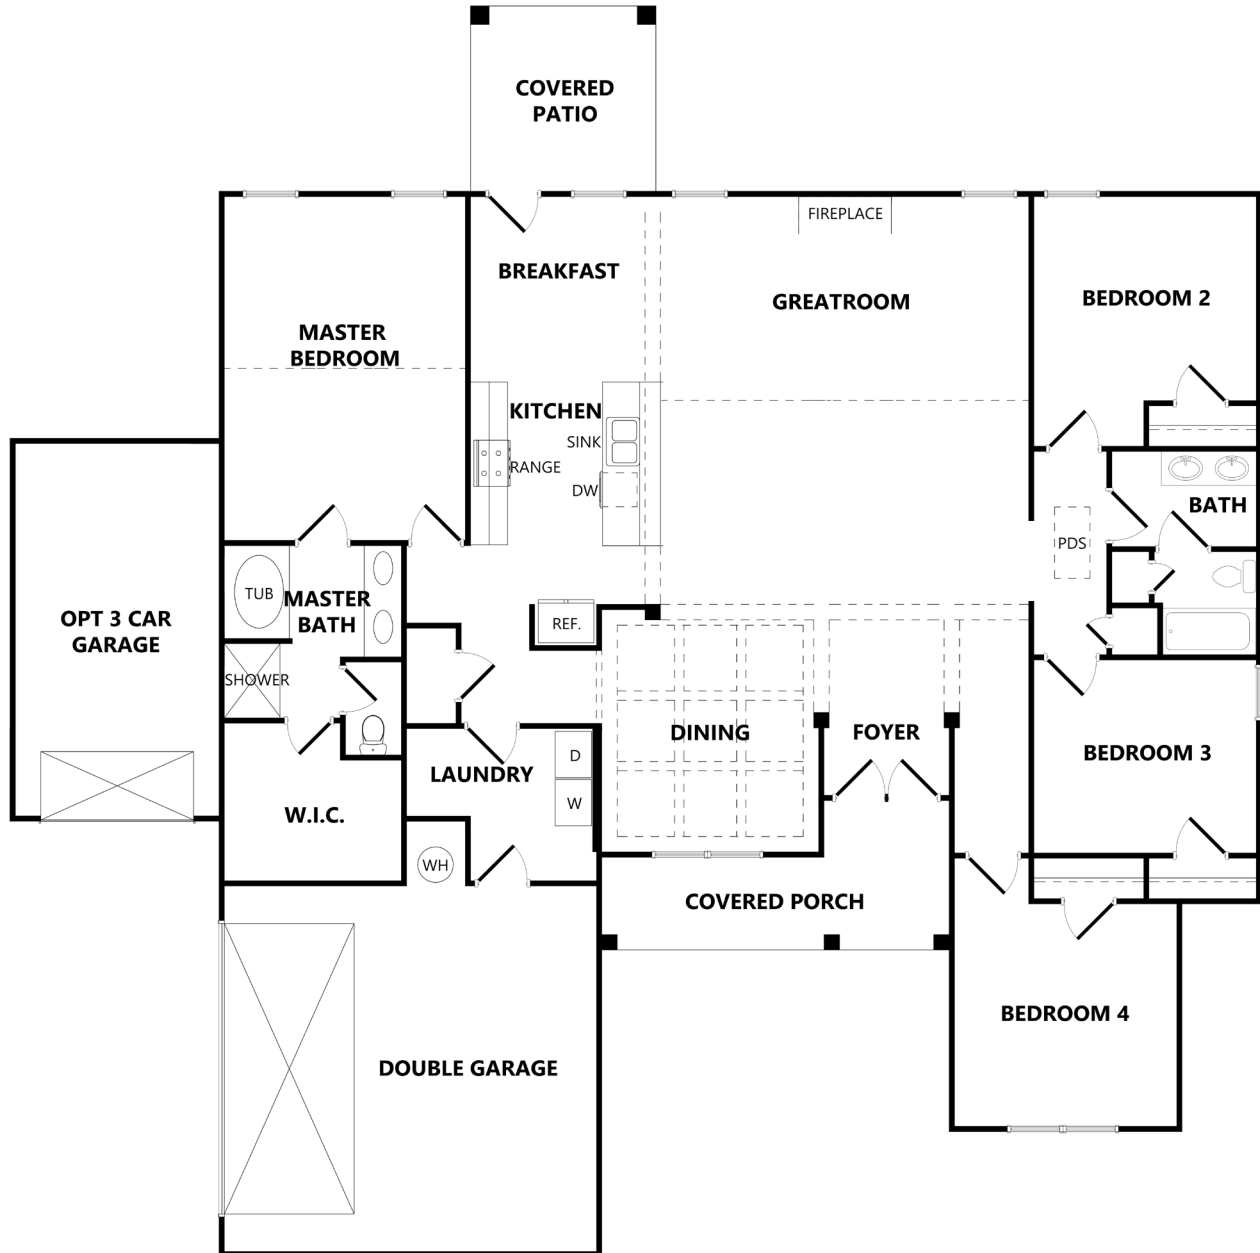 COVERED
PATIO
FIREPLACE
BREAKFAST
GREATROOM
BEDROOM 2
MASTER
BEDROOM
KITCHEN
SINK
RANGE
DW
BATH
PDS
TUB
MASTER
BATH
REF.
OPT 3 CAR
GARAGE
SHOWER
DINING
FOYER
BEDROOM 3
D
LAUNDRY
W
W.I.C.
WH
COVERED PORCH
BEDROOM 4
DOUBLE GARAGE